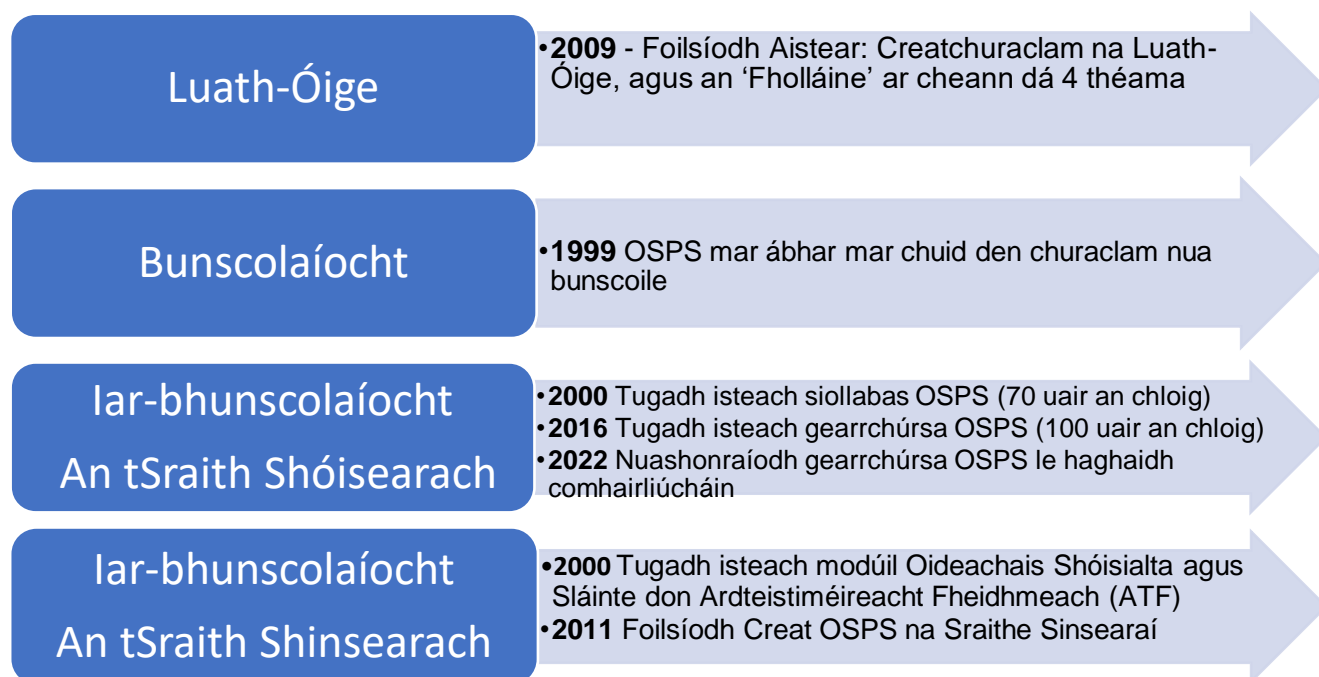 Luath-Óige
•2009 - Foilsíodh Aistear: Creatchuraclam na Luath-
Óige, agus an ‘Fholláine’ ar cheann dá 4 théama
Bunscolaíocht
•1999 OSPS mar ábhar mar chuid den churaclam nua
bunscoile
Iar-bhunscolaíocht
An tSraith Shóisearach
•2000 Tugadh isteach siollabas OSPS (70 uair an chloig)
•2016 Tugadh isteach gearrchúrsa OSPS (100 uair an chloig)
•2022 Nuashonraíodh gearrchúrsa OSPS le haghaidh
comhairliúcháin
Iar-bhunscolaíocht
An tSraith Shinsearach
•2000 Tugadh isteach modúil Oideachais Shóisialta agus
Sláinte don Ardteistiméireacht Fheidhmeach (ATF)
•2011 Foilsíodh Creat OSPS na Sraithe Sinsearaí